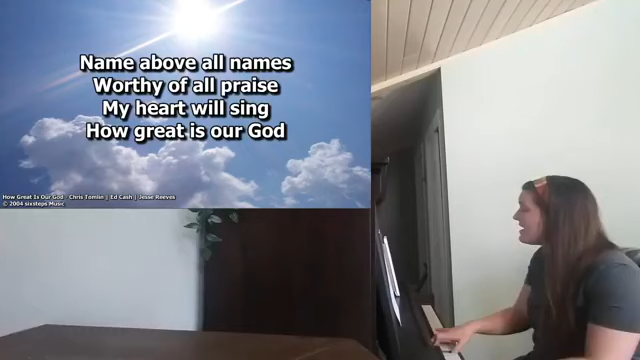 Name above all names
Worthy of all praise
My heart will sing
How great is our God
How Great Is Our God - Chris Tomlin | Ed Cash | Jesse Reeves
© 2004 sixsteps Music